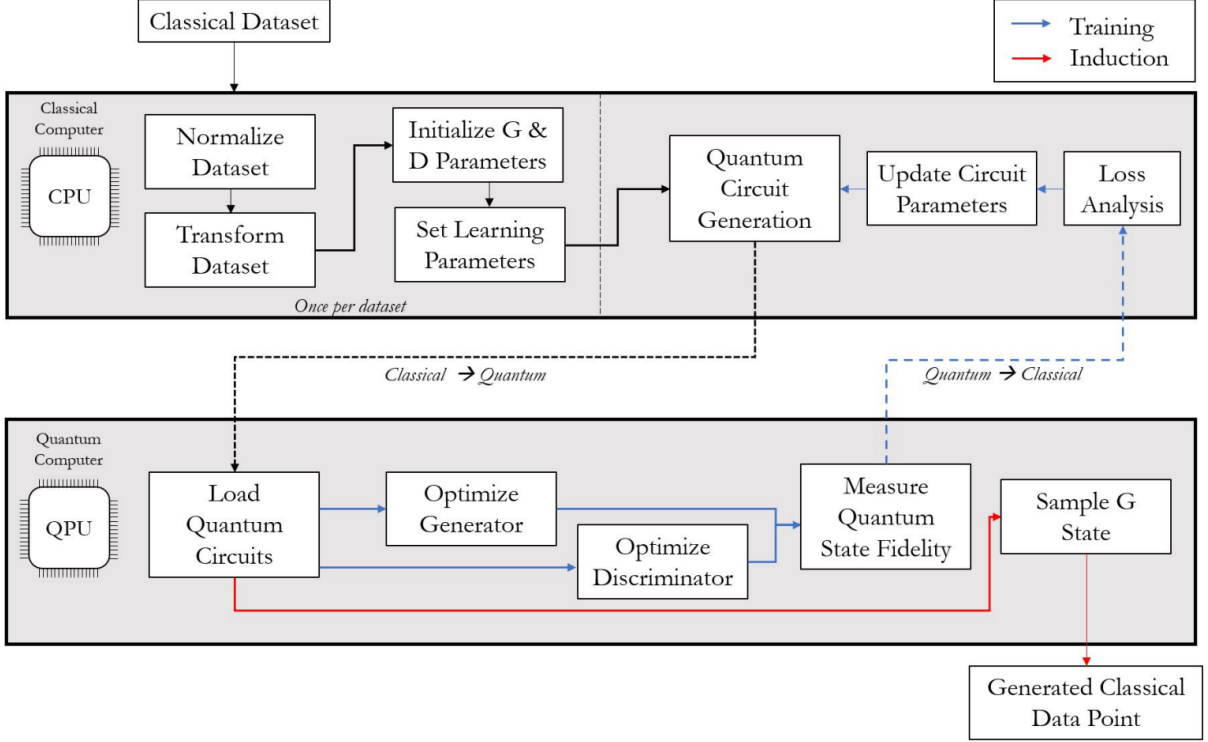 Classical Dataset
Training
Induction
Classical
Computer
CPU
Normalize
Dataset
Transform
Dataset
Initialize G &
D Parameters
Set Learning
Parameters
Once per dataset
Quantum
Circuit
Generation
Update Circuit
Parameters
Loss
Analysis
Classical → Quantum
Quantum → Classical
Quantum
Computer
QPU
Load
Quantum
Circuits
Optimize
Generator
Optimize
Discriminator
Measure
Quantum
State Fidelity
Sample G
State
Generated Classical
Data Point